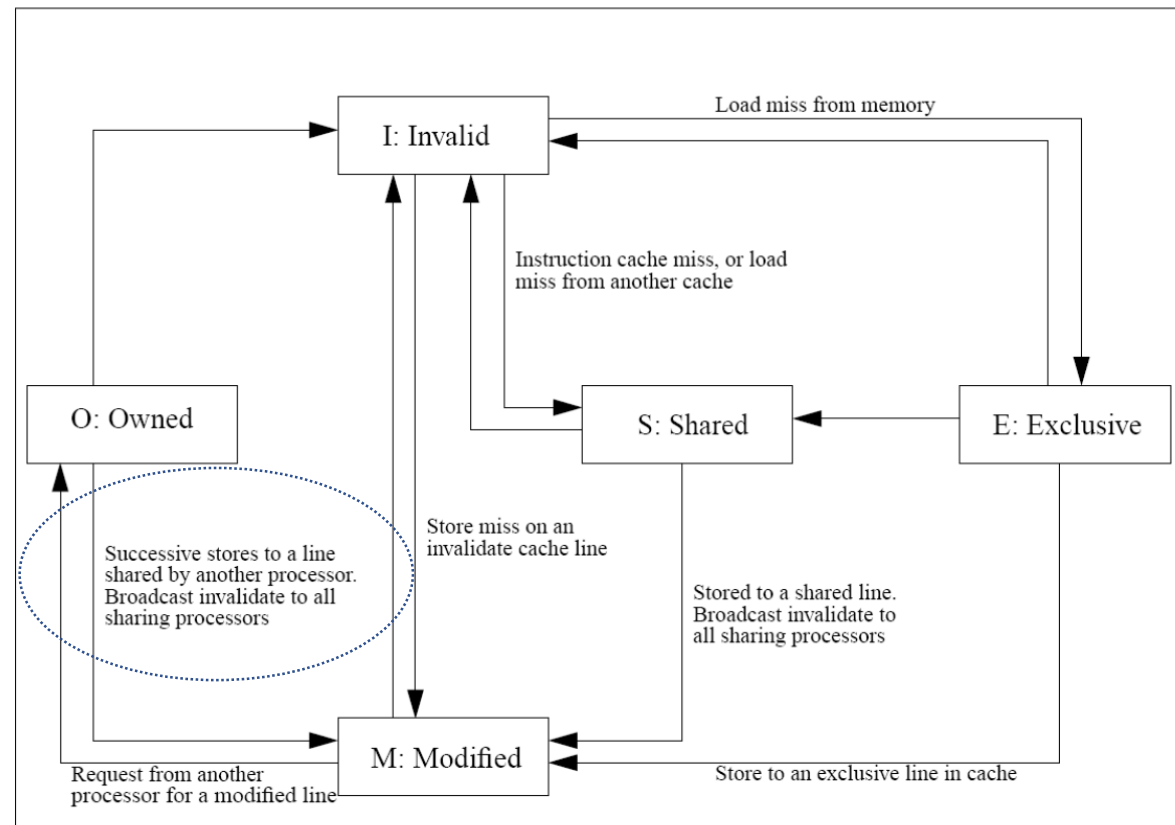 Load miss from memory
I: Invalid
Instruction cache miss, or load
miss from another cache
O: Owned
S: Shared
E: Exclusive
Successive stores to a line
shared by another processor.
Broadcast invalidate to all
sharing processors
Store miss on an
invalidate cache line
Stored to a shared line.
Broadcast invalidate to
all sharing processors
M: Modified
Request from another
processor for a modified line
Store to an exclusive line in cache